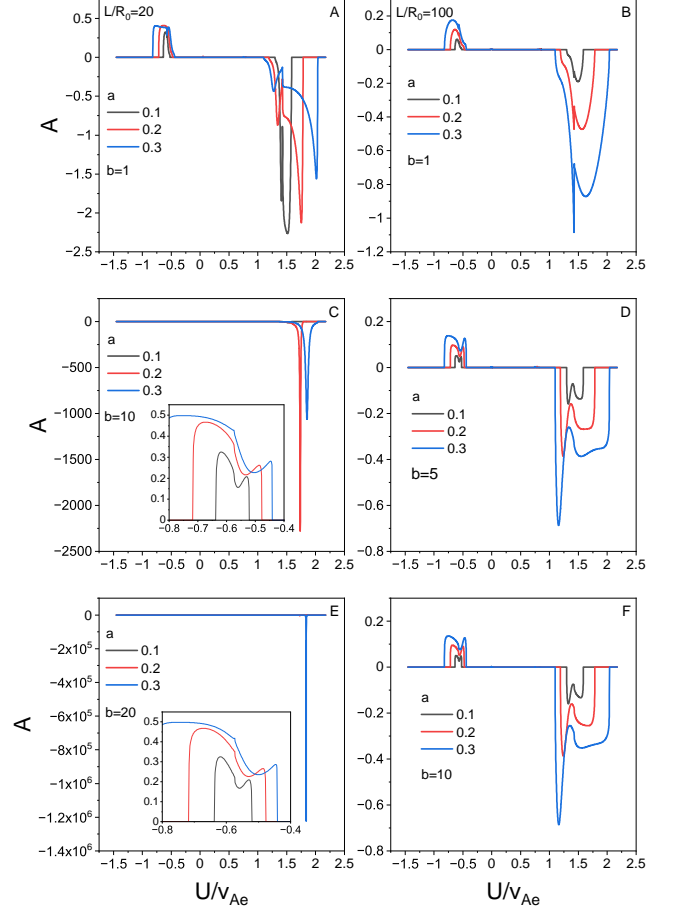 L/R₀=20
A
0.5
0.0
−0.5
−1
−1.5
−2
−2.5
A
a
0.1
0.2
0.3
b=1
−1.5 −1 −0.5 0 0.5 1 1.5 2 2.5
L/R₀=100
B
0.2
0
−0.2
−0.4
−0.6
−0.8
−1
−1.2
a
0.1
0.2
0.3
b=1
−1.5 −1 −0.5 0 0.5 1 1.5 2 2.5
C
0
−500
−1000
−1500
−2000
−2500
A
a
0.1
0.2
0.3
b=10
0.5
0.4
0.3
0.2
0.1
0
−0.8 −0.7 −0.6 −0.5 −0.4
−1.5 −1 −0.5 0 0.5 1 1.5 2 2.5
D
0.2
0
−0.2
−0.4
−0.6
−0.8
a
0.1
0.2
0.3
b=5
−1.5 −1 −0.5 0 0.5 1 1.5 2 2.5
E
0
−2x10⁵
−4x10⁵
−6x10⁵
−8x10⁵
−1x10⁶
−1.2x10⁶
−1.4x10⁶
A
a
0.1
0.2
0.3
b=20
0.5
0.4
0.3
0.2
0.1
0
−0.8 −0.6 −0.4
−1.5 −1 −0.5 0 0.5 1 1.5 2 2.5
U/v_Ae
F
0.2
0
−0.2
−0.4
−0.6
−0.8
a
0.1
0.2
0.3
b=10
−1.5 −1 −0.5 0 0.5 1 1.5 2 2.5
U/v_Ae